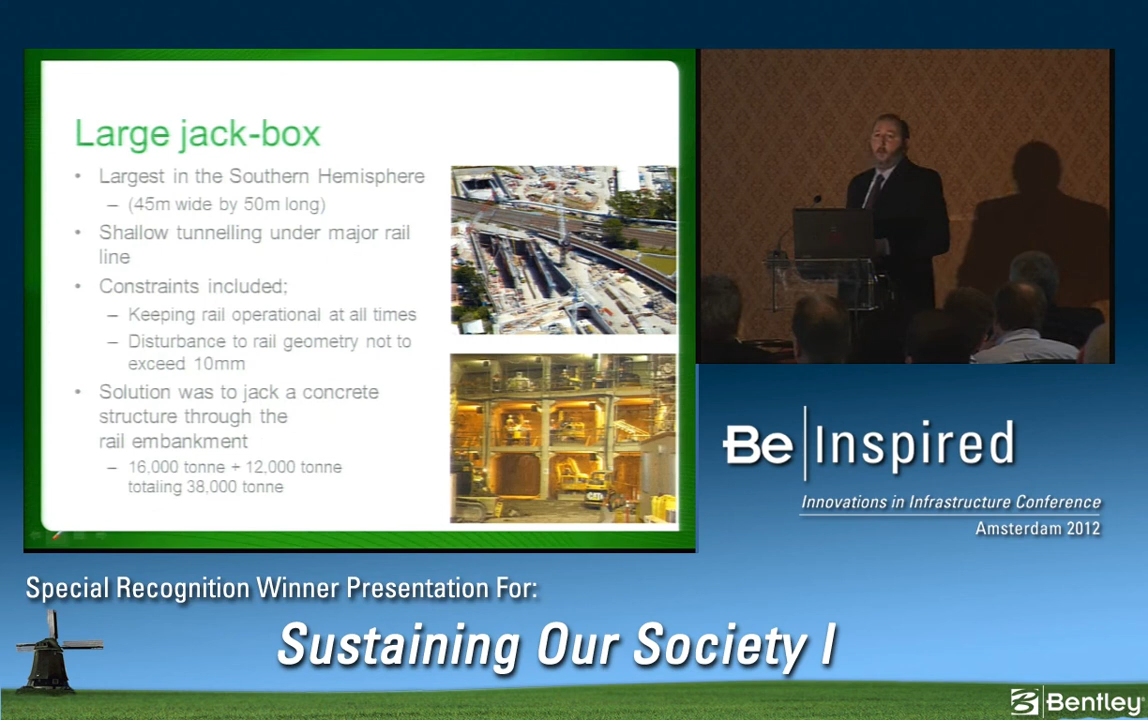 Large jack-box
• Largest in the Southern Hemisphere
– (45m wide by 50m long)
• Shallow tunnelling under major rail
line
• Constraints included;
– Keeping rail operational at all times
– Disturbance to rail geometry not to
exceed 10mm
• Solution was to jack a concrete
structure through the
rail embankment
– 16,000 tonne + 12,000 tonne
totaling 38,000 tonne
Be Inspired
Innovations in Infrastructure Conference
Amsterdam 2012
Special Recognition Winner Presentation For:
Sustaining Our Society I
Bentley